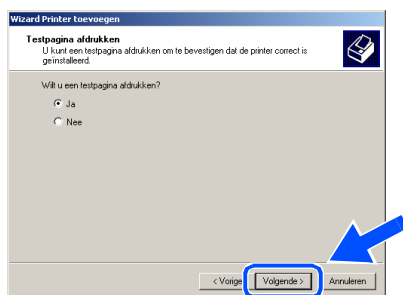 Wizard Printer toevoegen
Testpagina afdrukken
U kunt een testpagina afdrukken om te bevestigen dat de printer correct is
geïnstalleerd.
Wilt u een testpagina afdrukken?
Ja
Nee
< Vorige
Volgende >
Annuleren